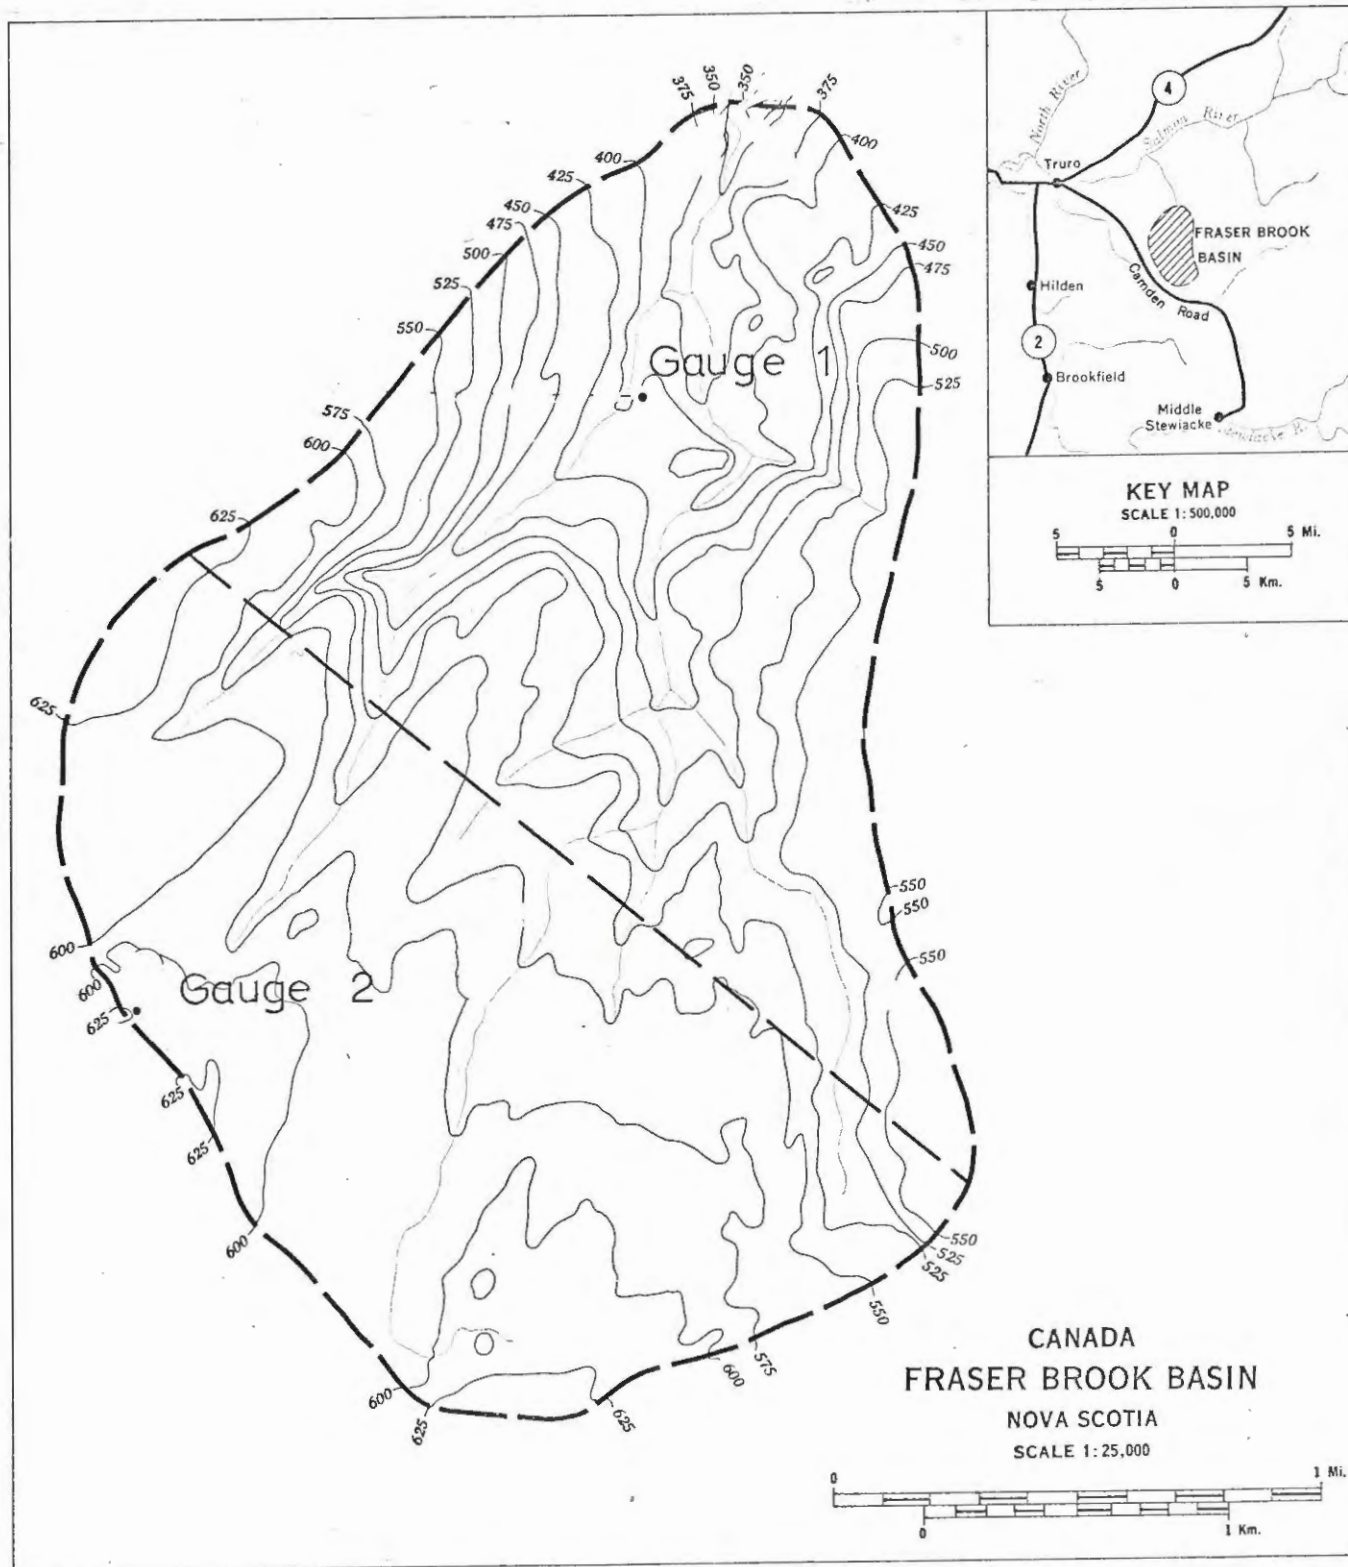 375
350
350
375
400
400
425
425
450
450
475
475
500
525
500
550
525
575
600
625
625
600
600
625
625
625
600
600
625
625
600
575
550
525
525
550
550
550
550
Gauge 1
Gauge 2
North River
4
Salmon River
Truro
FRASER BROOK
BASIN
Hilden
Camden Road
2
Brookfield
Middle
Stewiacke
Stewiacke R.
KEY MAP
SCALE 1:500,000
5 0 5 Mi.
5 0 5 Km.
CANADA
FRASER BROOK BASIN
NOVA SCOTIA
SCALE 1:25,000
0 1 Mi.
0 1 Km.